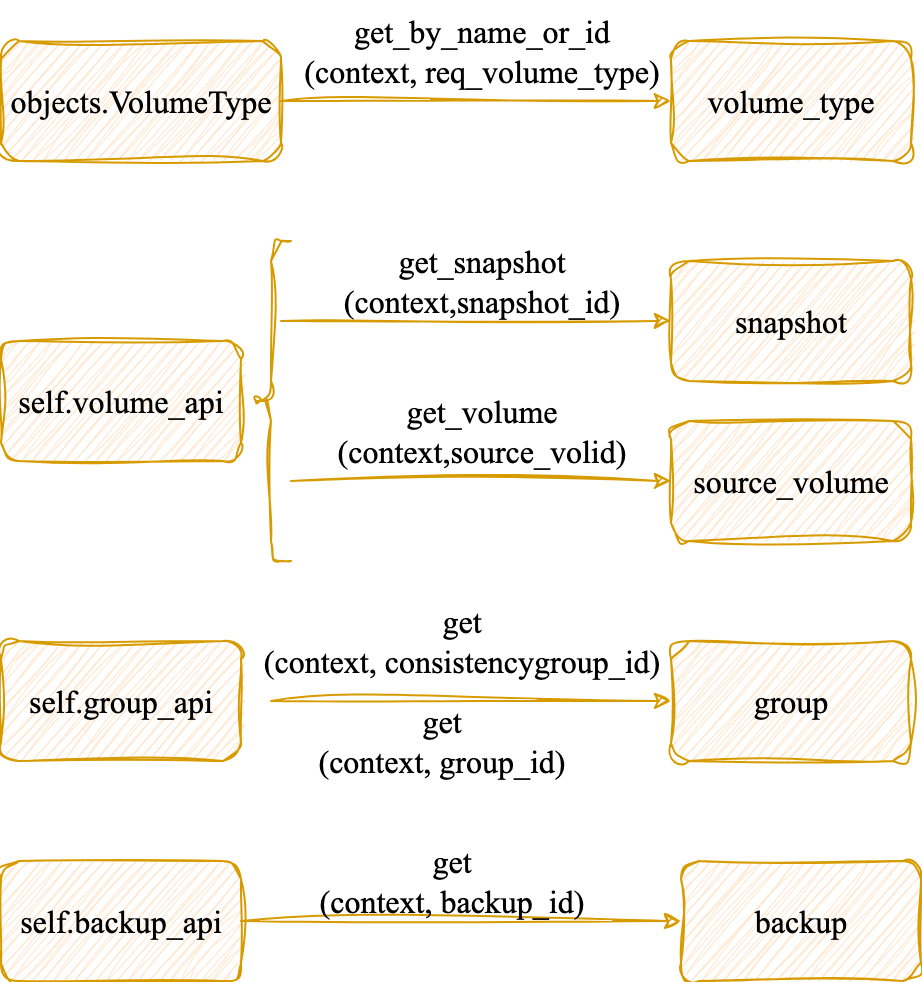 get_by_name_or_id
(context, req_volume_type)
objects.VolumeType
volume_type
get_snapshot
(context,snapshot_id)
snapshot
self.volume_api
get_volume
(context,source_volid)
source_volume
get
(context, consistencygroup_id)
self.group_api
group
get
(context, group_id)
get
(context, backup_id)
self.backup_api
backup